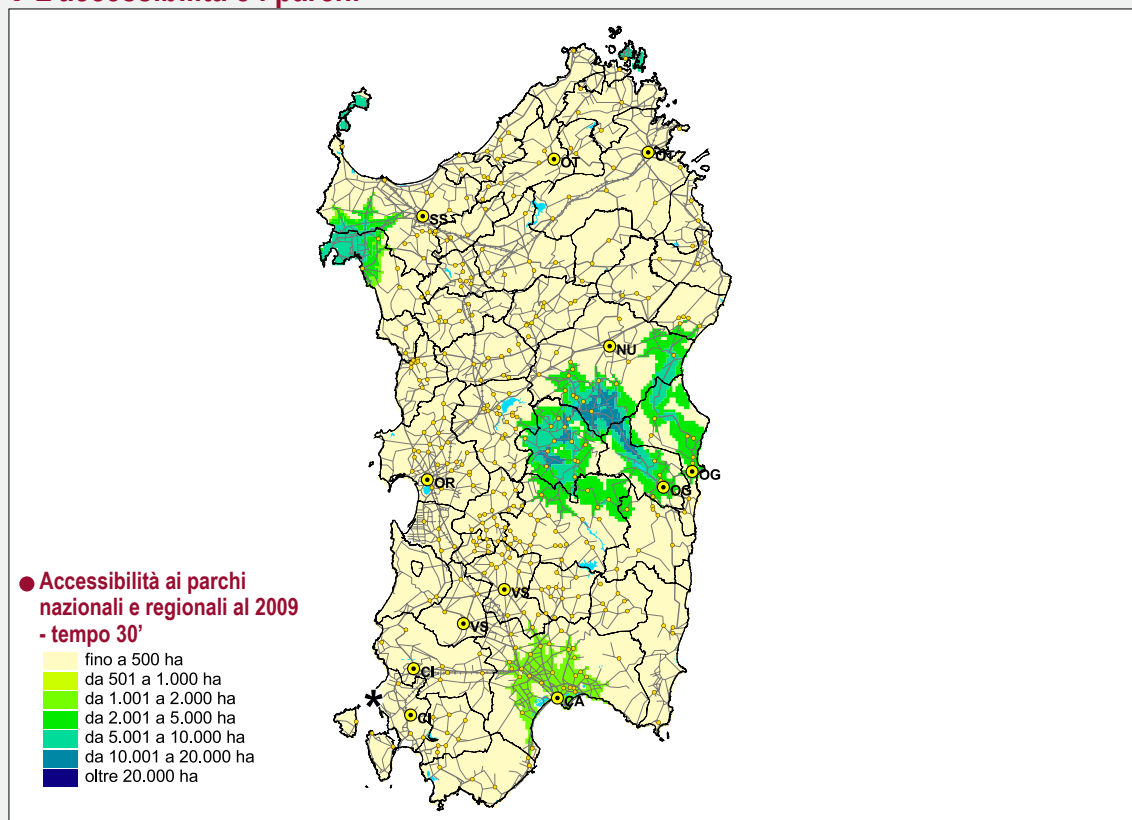 OT
OT
SS
NU
OG
OG
OR
VS
VS
CI
CI
CA
*
● Accessibilità ai parchi
nazionali e regionali al 2009
- tempo 30’
fino a 500 ha
da 501 a 1.000 ha
da 1.001 a 2.000 ha
da 2.001 a 5.000 ha
da 5.001 a 10.000 ha
da 10.001 a 20.000 ha
oltre 20.000 ha